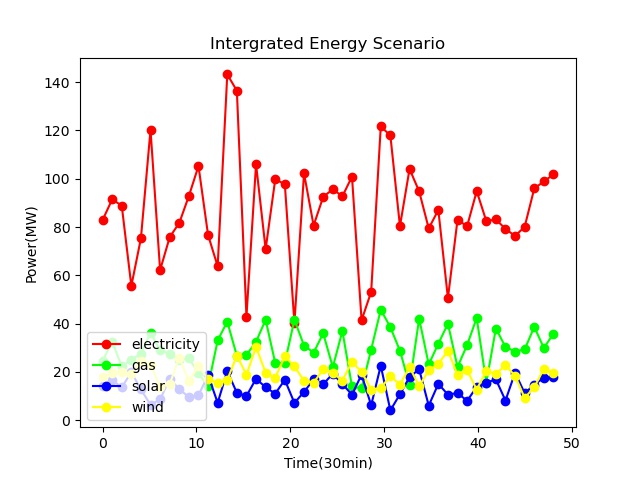 Intergrated Energy Scenario
Power(MW)
140
120
100
80
60
40
20
0
electricity
gas
solar
wind
0 10 20 30 40 50
Time(30min)